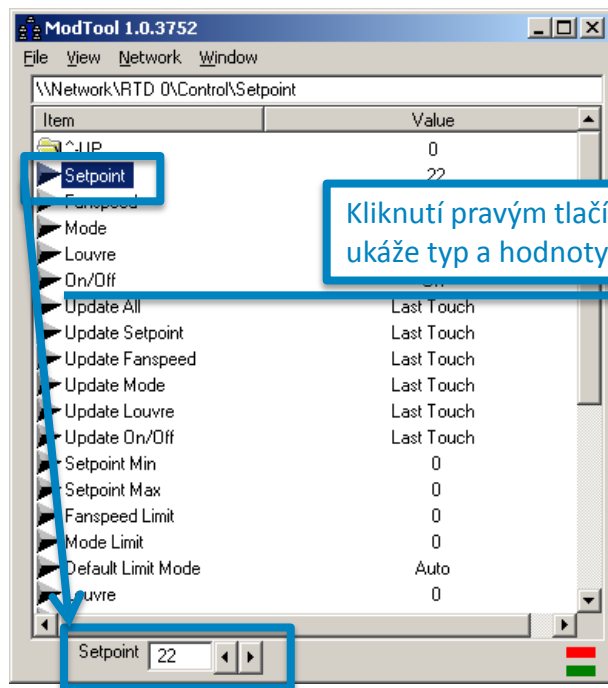 ModTool 1.0.3752
File View Network Window
\\Network\RTD 0\Control\Setpoint
Item Value
^-UP 0
Setpoint 22
Fanspeed
Mode
Louvre
On/Off On
Kliknutí pravým tlačí
ukáže typ a hodnoty
Update All Last Touch
Update Setpoint Last Touch
Update Fanspeed Last Touch
Update Mode Last Touch
Update Louvre Last Touch
Update On/Off Last Touch
Setpoint Min 0
Setpoint Max 0
Fanspeed Limit 0
Mode Limit 0
Default Limit Mode Auto
Louvre 0
Setpoint 22